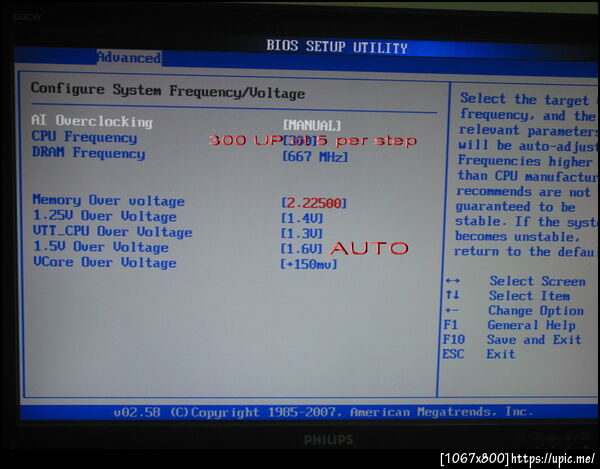 220CW
BIOS SETUP UTILITY
Advanced
Configure System Frequency/Voltage
AI Overclocking [MANUAL]
CPU Frequency
300 UP per step
DRAM Frequency [667 MHz]
Memory Over voltage [2.22500]
1.25V Over Voltage [1.4V]
VTT_CPU Over Voltage [1.3V]
1.5V Over Voltage [1.6V] AUTO
VCore Over Voltage [+150mv]
Select the target
frequency, and the
relevant parameters
will be auto-adjust
Frequencies higher
than CPU manufactur
recommends are not
guaranteed to be
stable. If the syst
becomes unstable,
return to the defau
↔ Select Screen
↑↓ Select Item
+- Change Option
F1 General Help
F10 Save and Exit
ESC Exit
v02.58 (C)Copyright 1985-2007, American Megatrends, Inc.
PHILIPS
[1067x800]https://upic.me/